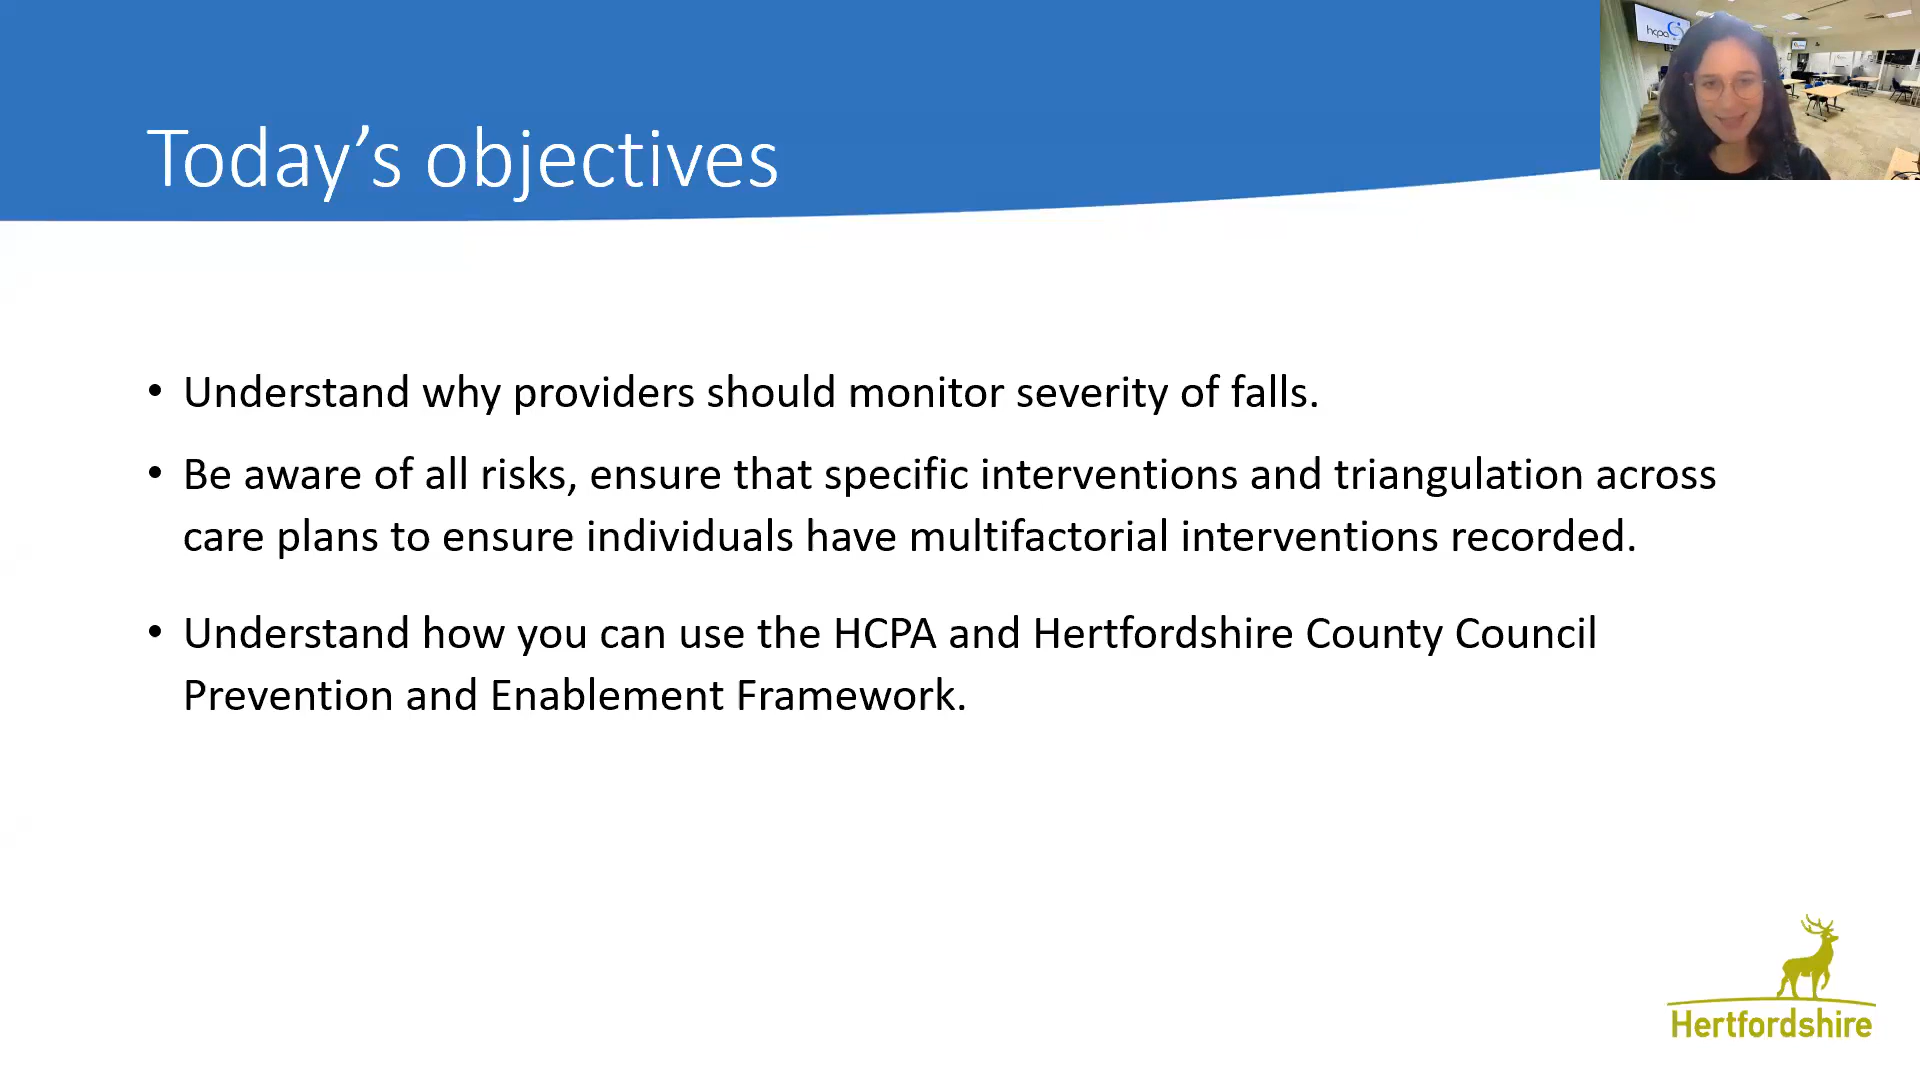 hcpa
Today’s objectives
• Understand why providers should monitor severity of falls.
• Be aware of all risks, ensure that specific interventions and triangulation across
care plans to ensure individuals have multifactorial interventions recorded.
• Understand how you can use the HCPA and Hertfordshire County Council
Prevention and Enablement Framework.
Hertfordshire